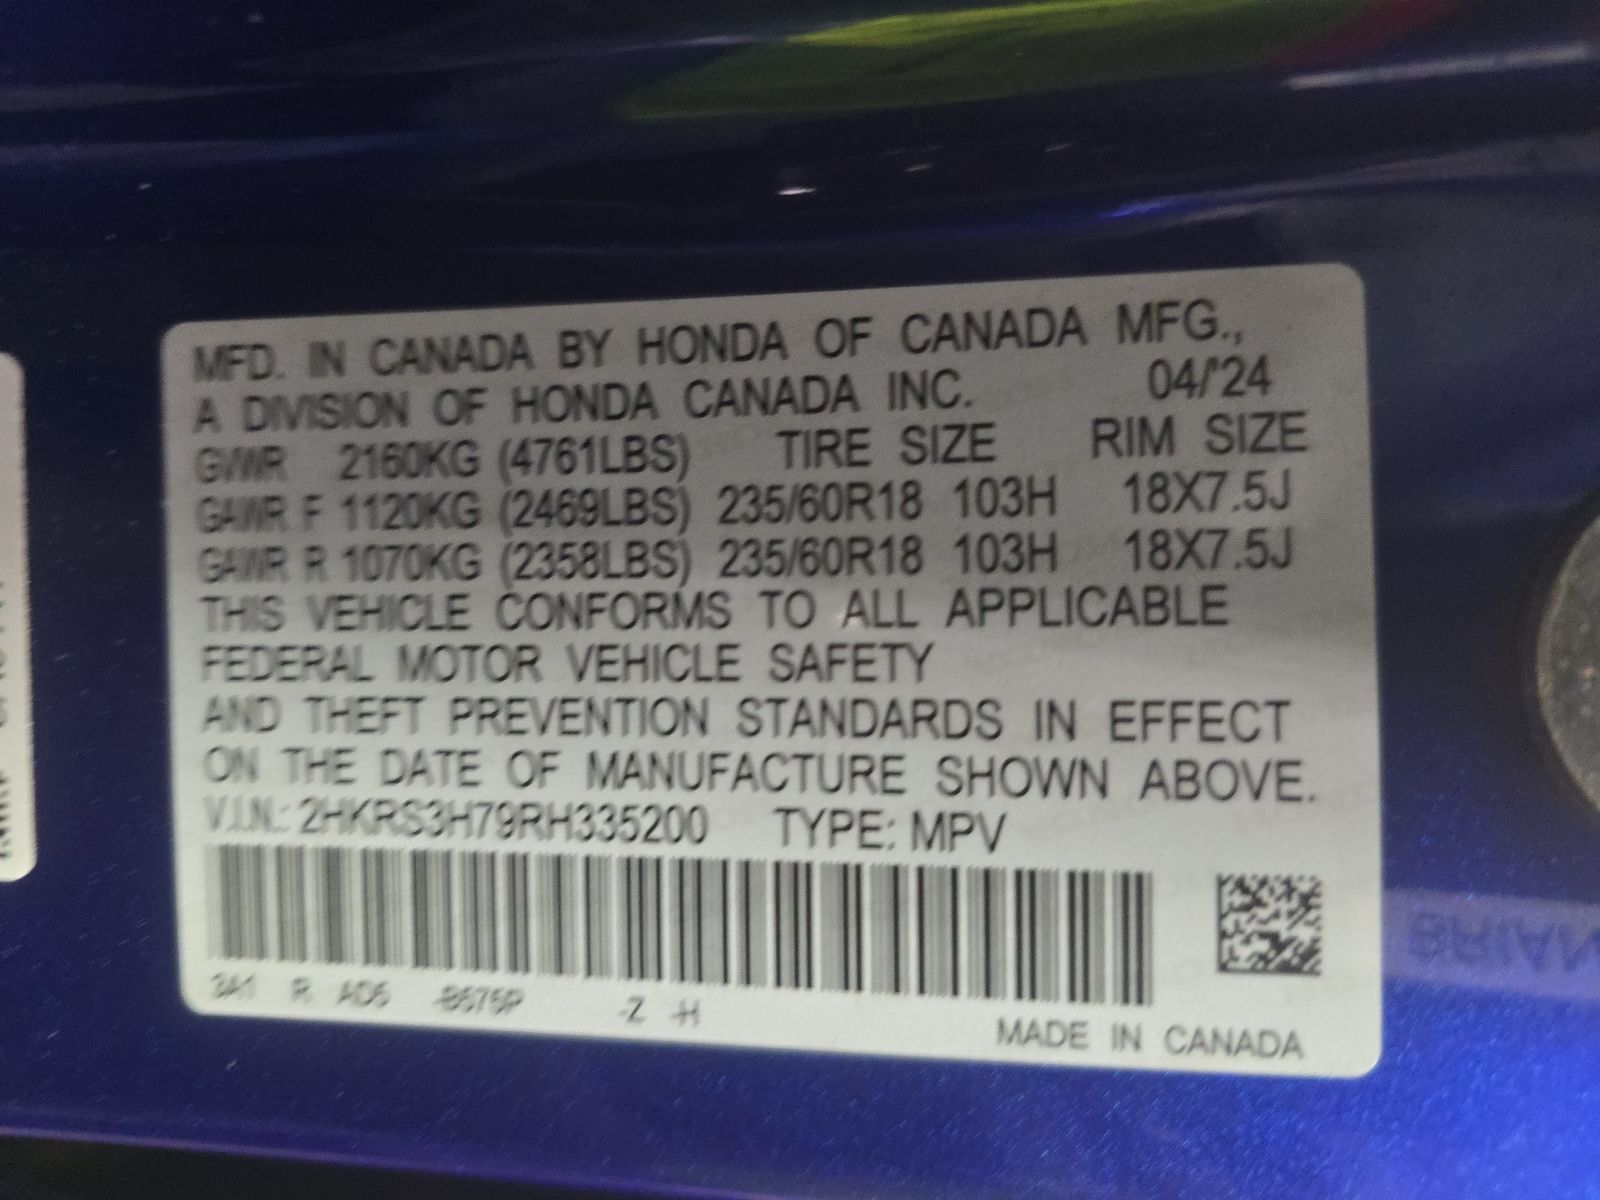 MFD. IN CANADA BY HONDA OF CANADA MFG.,
A DIVISION OF HONDA CANADA INC. 04/'24
GVWR 2160KG (4761LBS) TIRE SIZE RIM SIZE
GAWR F 1120KG (2469LBS) 235/60R18 103H 18X7.5J
GAWR R 1070KG (2358LBS) 235/60R18 103H 18X7.5J
THIS VEHICLE CONFORMS TO ALL APPLICABLE
FEDERAL MOTOR VEHICLE SAFETY
AND THEFT PREVENTION STANDARDS IN EFFECT
ON THE DATE OF MANUFACTURE SHOWN ABOVE.
V.I.N.: 2HKRS3H79RH335200 TYPE: MPV
3A1 R -B575P -Z -H
MADE IN CANADA